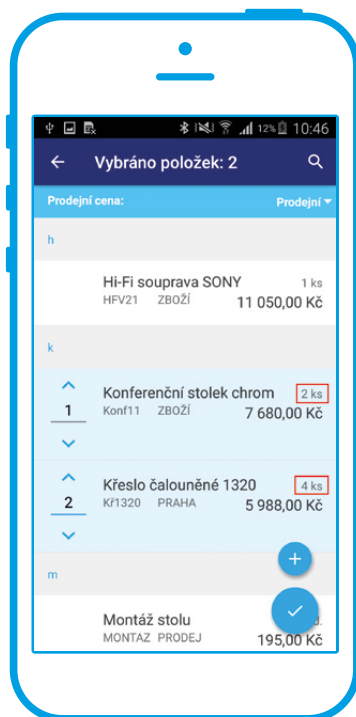 12% 10:46
Vybráno položek: 2
Prodejní cena: Prodejní
h
Hi-Fi souprava SONY 1 ks
HFV21 ZBOŽÍ 11 050,00 Kč
k
Konferenční stolek chrom 2 ks
1 Konf11 ZBOŽÍ 7 680,00 Kč
Křeslo čalouněné 1320 4 ks
2 Kř1320 PRAHA 5 988,00 Kč
m
Montáž stolu
MONTAZ PRODEJ 195,00 Kč